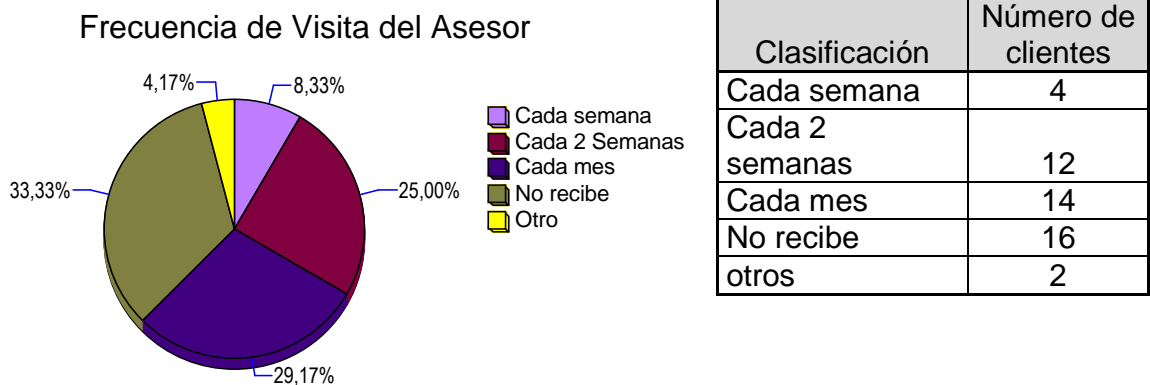 Frecuencia de Visita del Asesor
4,17%
8,33%
33,33%
25,00%
29,17%
Cada semana
Cada 2 Semanas
Cada mes
No recibe
Otro
Clasificación Número de clientes
Cada semana 4
Cada 2
semanas 12
Cada mes 14
No recibe 16
otros 2